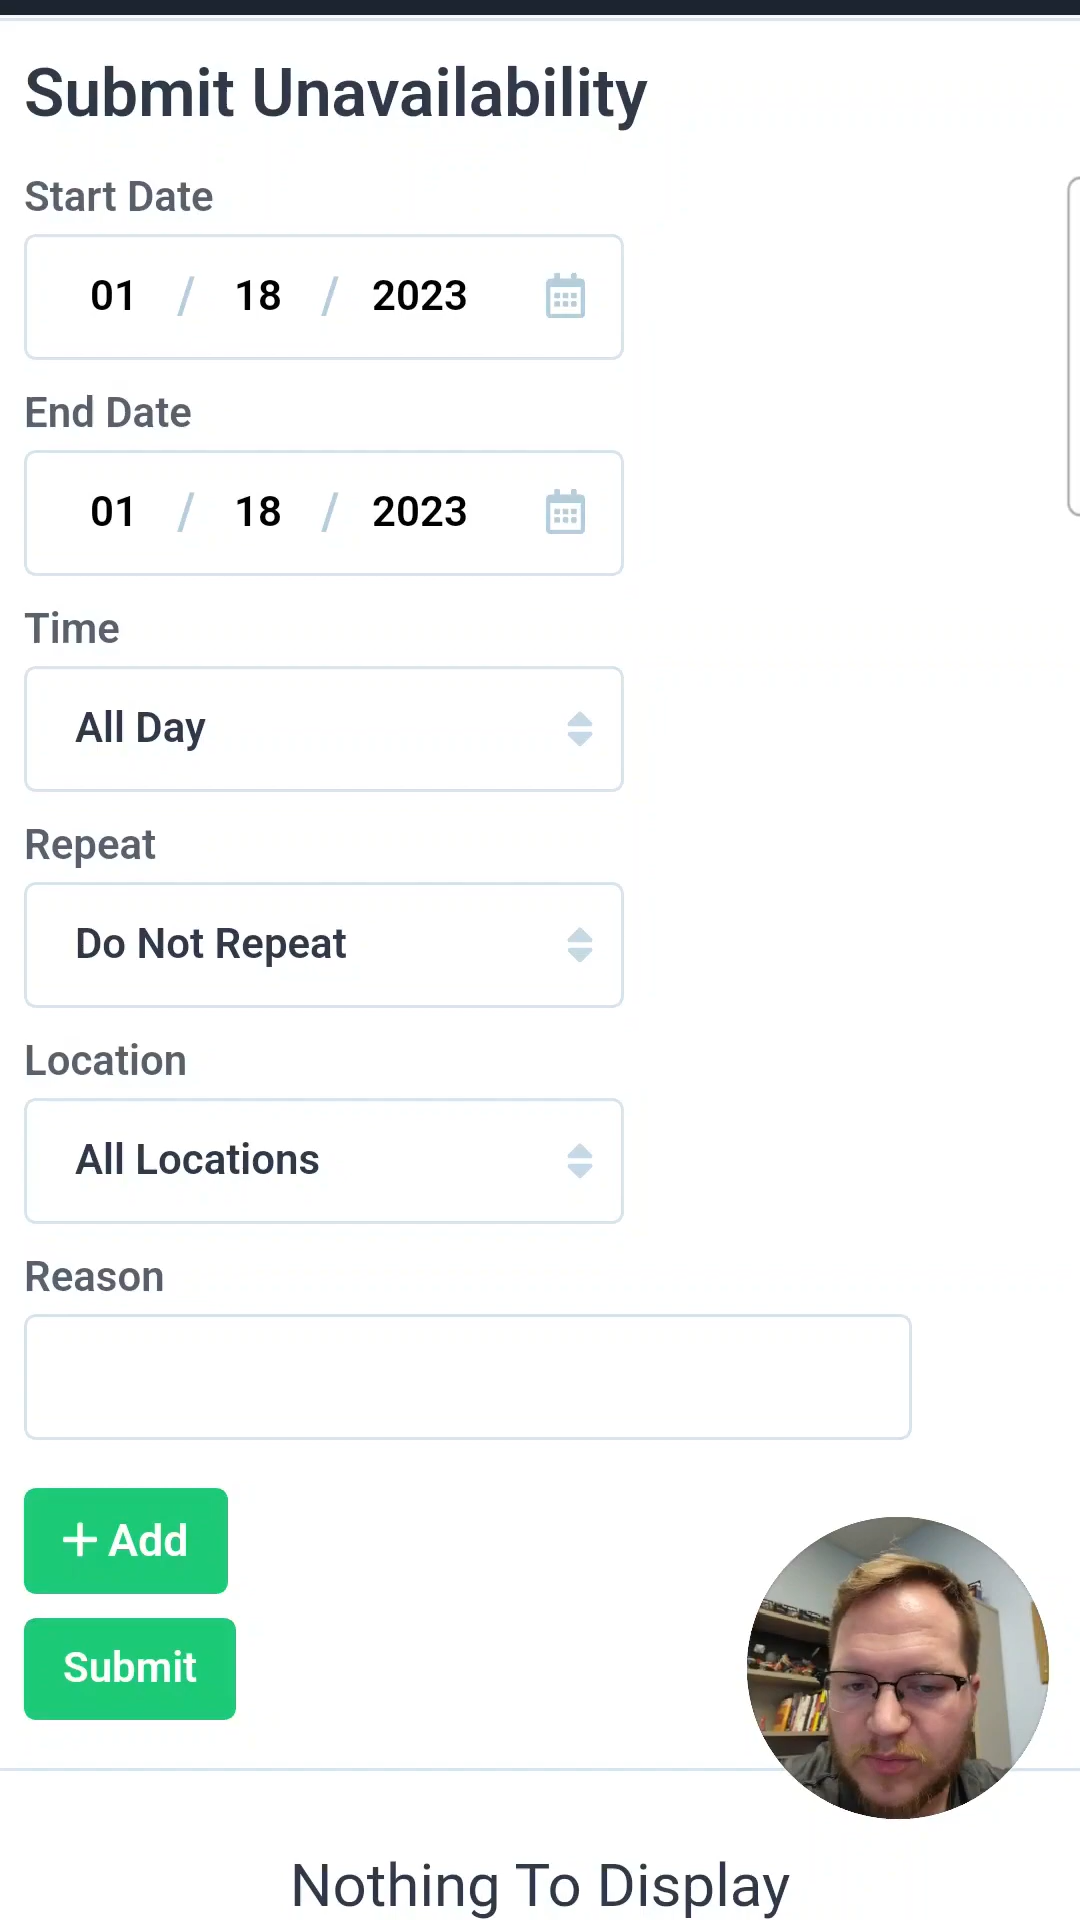 Submit Unavailability
Start Date
01 / 18 / 2023
End Date
01 / 18 / 2023
Time
All Day
Repeat
Do Not Repeat
Location
All Locations
Reason
+ Add
Submit
Nothing To Display